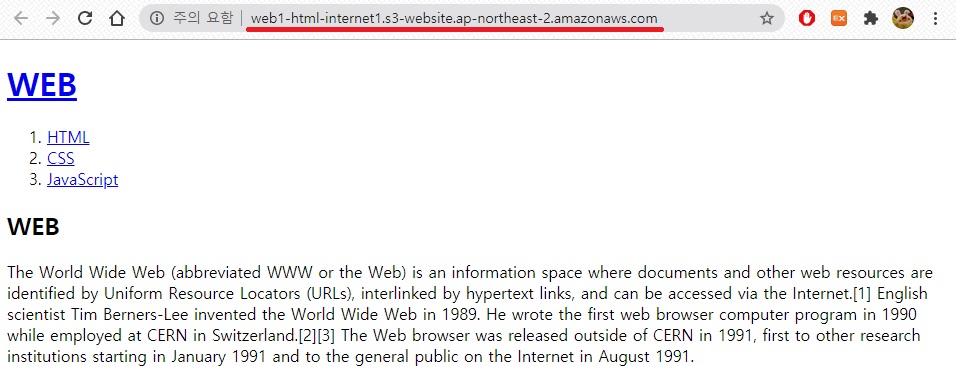 주의 요함 web1-html-internet1.s3-website.ap-northeast-2.amazonaws.com
EX
WEB
1. HTML
2. CSS
3. JavaScript
WEB
The World Wide Web (abbreviated WWW or the Web) is an information space where documents and other web resources are
identified by Uniform Resource Locators (URLs), interlinked by hypertext links, and can be accessed via the Internet.[1] English
scientist Tim Berners-Lee invented the World Wide Web in 1989. He wrote the first web browser computer program in 1990
while employed at CERN in Switzerland.[2][3] The Web browser was released outside of CERN in 1991, first to other research
institutions starting in January 1991 and to the general public on the Internet in August 1991.